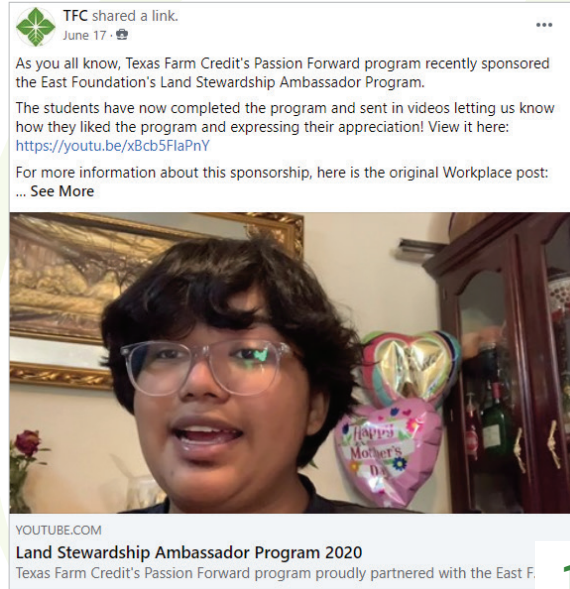 TFC shared a link.
June 17 ·
As you all know, Texas Farm Credit's Passion Forward program recently sponsored
the East Foundation's Land Stewardship Ambassador Program.
The students have now completed the program and sent in videos letting us know
how they liked the program and expressing their appreciation! View it here:
https://youtu.be/xBcb5FlaPnY
For more information about this sponsorship, here is the original Workplace post:
... See More
Happy
Mother's
Day
YOUTUBE.COM
Land Stewardship Ambassador Program 2020
Texas Farm Credit's Passion Forward program proudly partnered with the East F